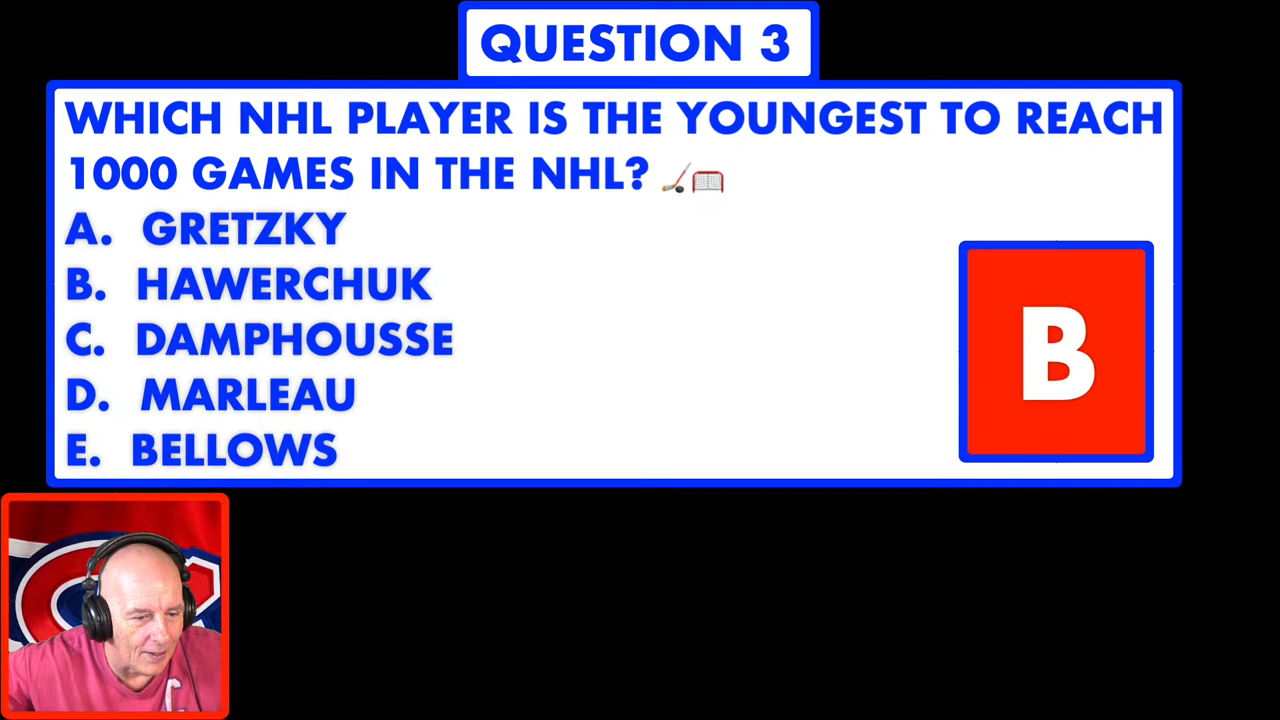 QUESTION 3
WHICH NHL PLAYER IS THE YOUNGEST TO REACH
1000 GAMES IN THE NHL? 🏒🥅
A. GRETZKY
B. HAWERCHUK
C. DAMPHOUSSE
D. MARLEAU
E. BELLOWS
B